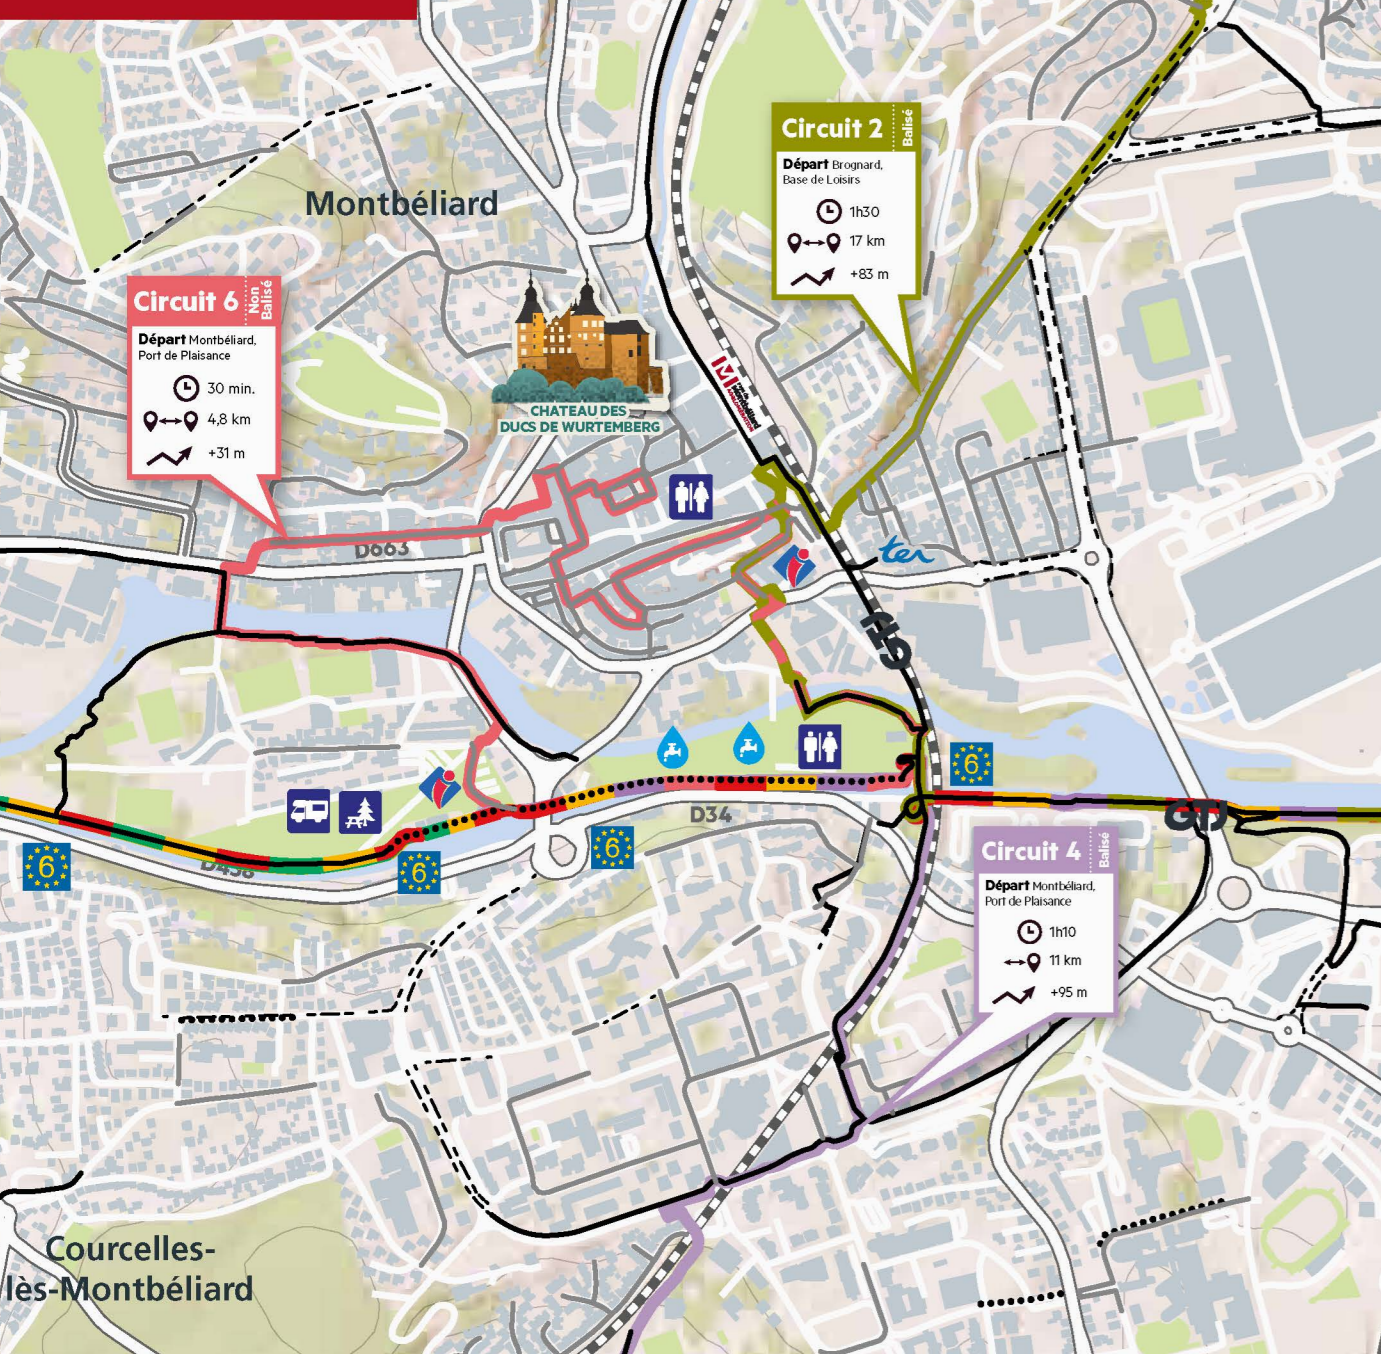 Circuit 2
Balisé
Départ Brognard,
Base de Loisirs
1h30
17 km
+83 m
Montbéliard
Circuit 6
Non
Balisé
Départ Montbéliard,
Port de Plaisance
30 min.
4,8 km
+31 m
CHATEAU DES
DUCS DE WURTEMBERG
D663
ter
D34
6
6
6
6
D438
GTJ
Circuit 4
Balisé
Départ Montbéliard,
Port de Plaisance
1h10
11 km
+95 m
Courcelles-
lès-Montbéliard